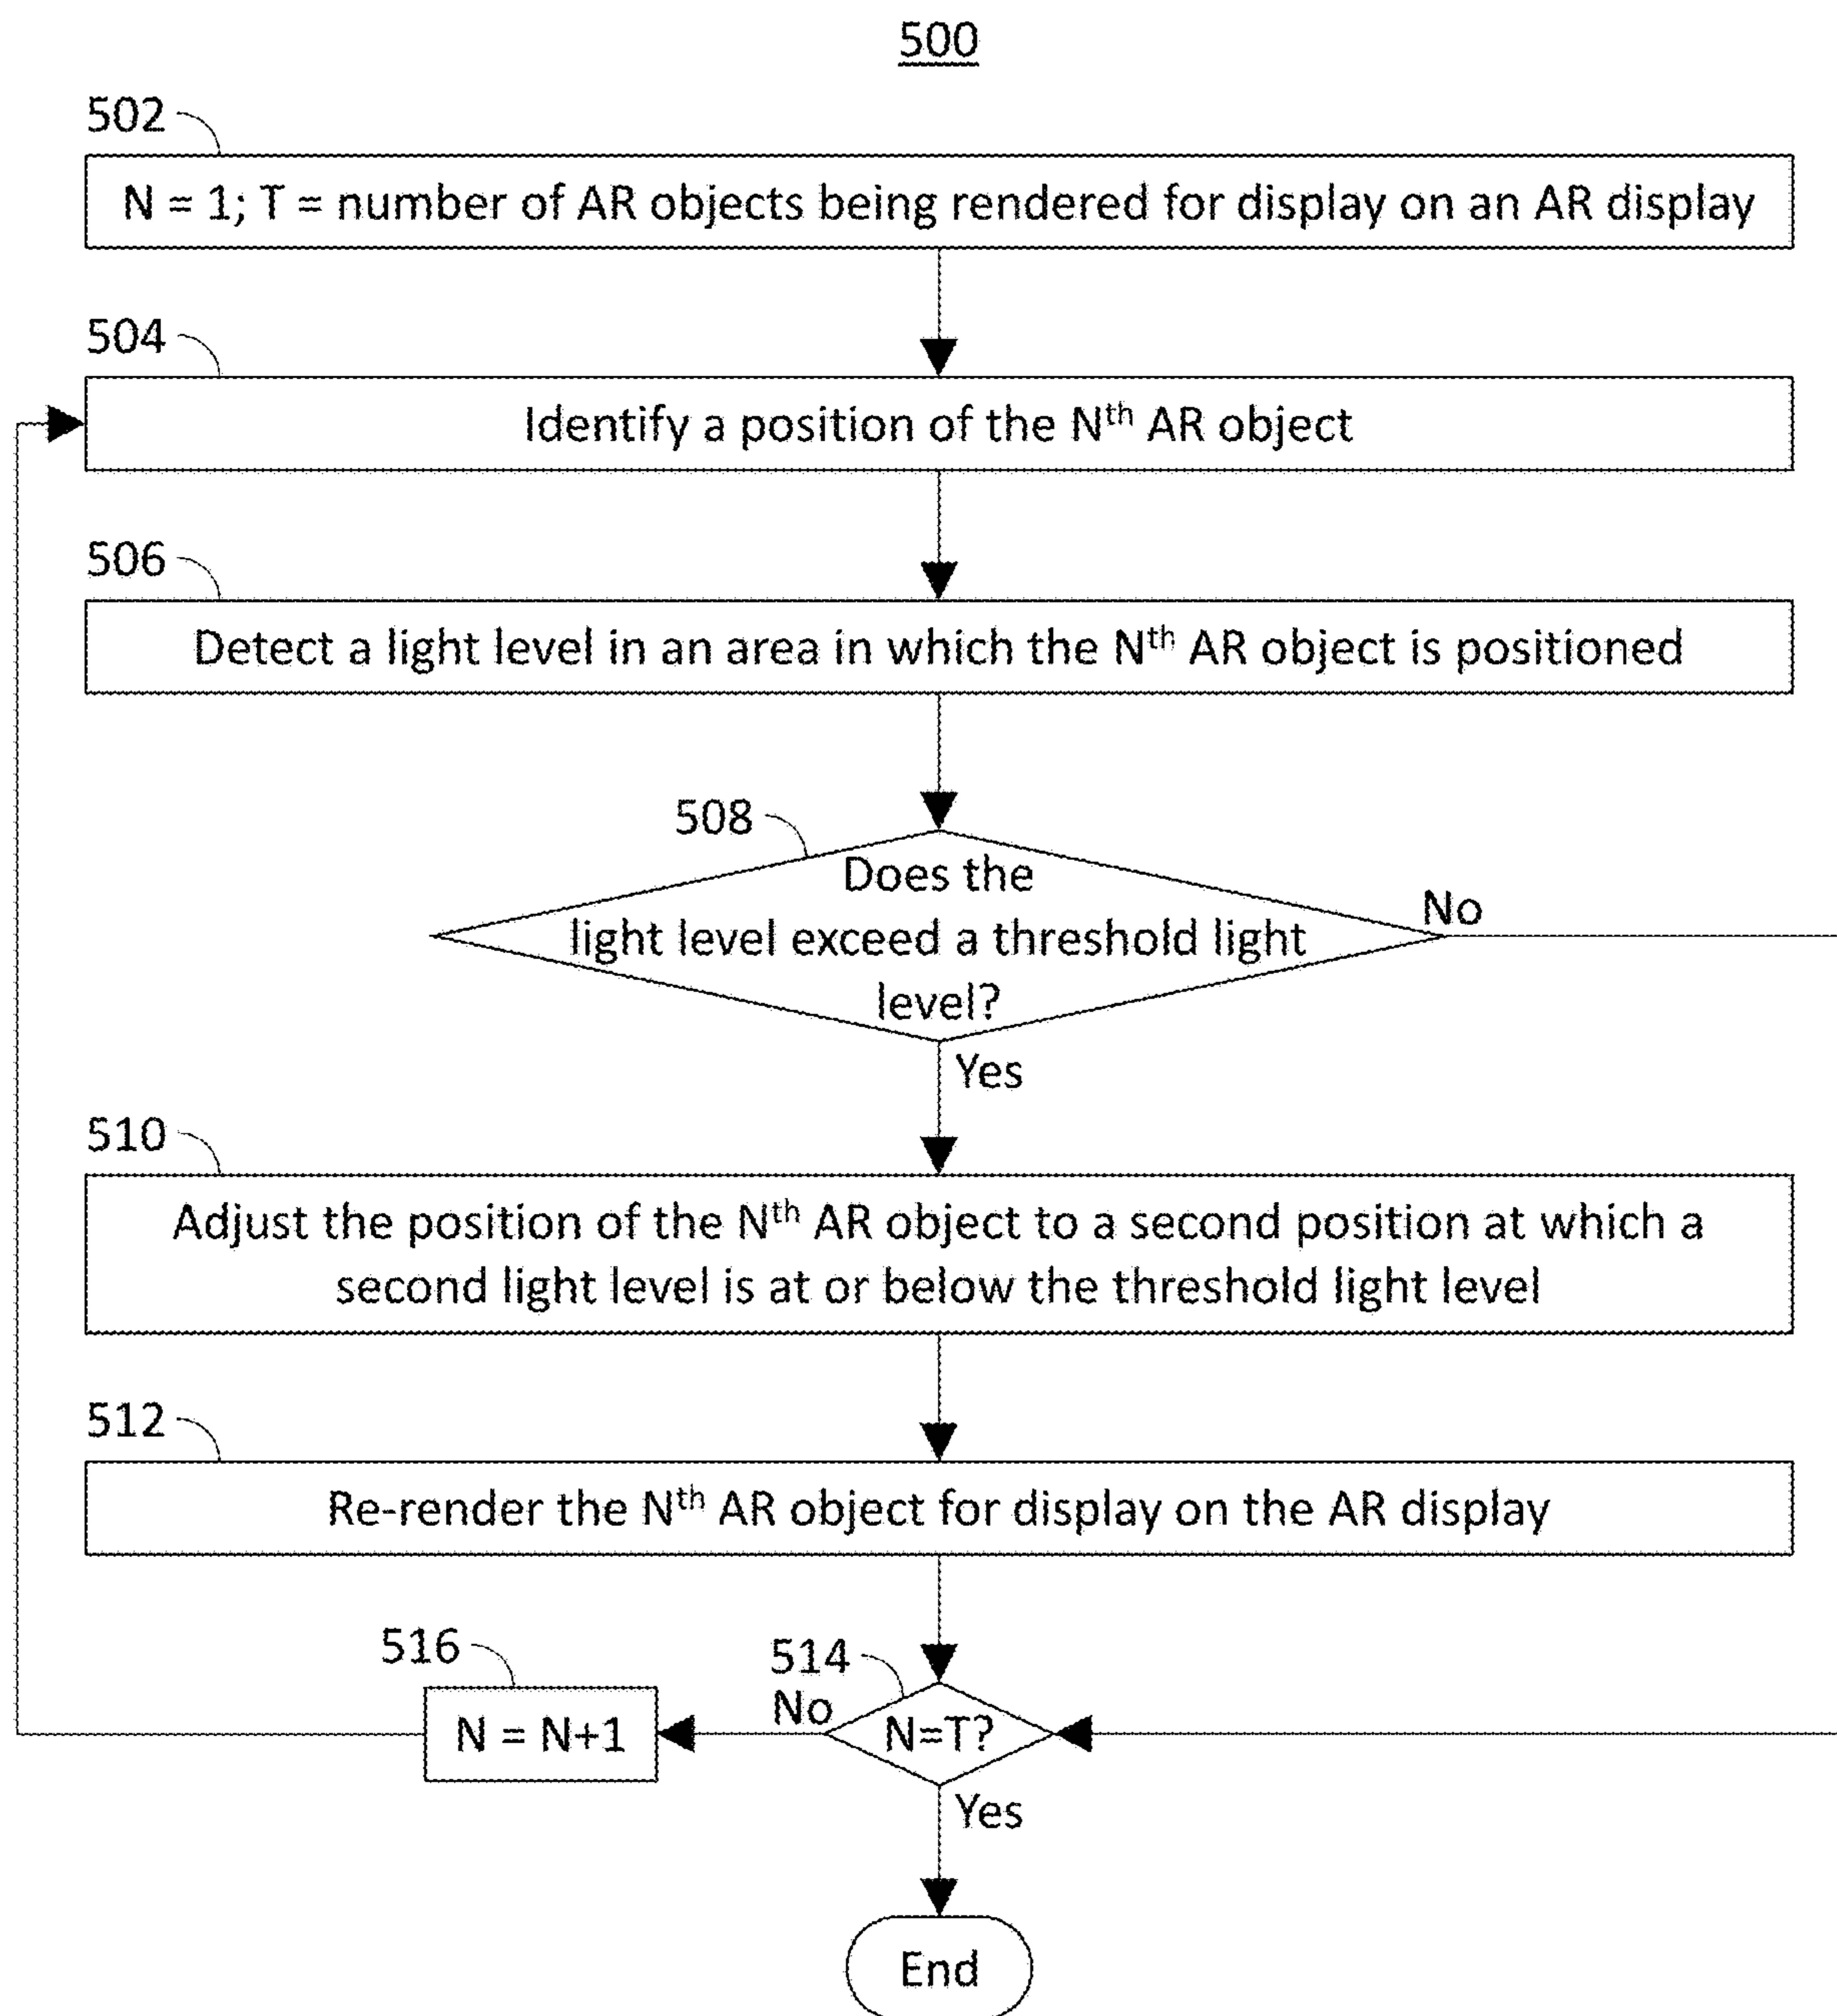 500
502
N = 1; T = number of AR objects being rendered for display on an AR display
504
Identify a position of the Nth AR object
506
Detect a light level in an area in which the Nth AR object is positioned
508
Does the
light level exceed a threshold light
level?
No
Yes
510
Adjust the position of the Nth AR object to a second position at which a
second light level is at or below the threshold light level
512
Re-render the Nth AR object for display on the AR display
516
514
N = N+1
No
N=T?
Yes
End